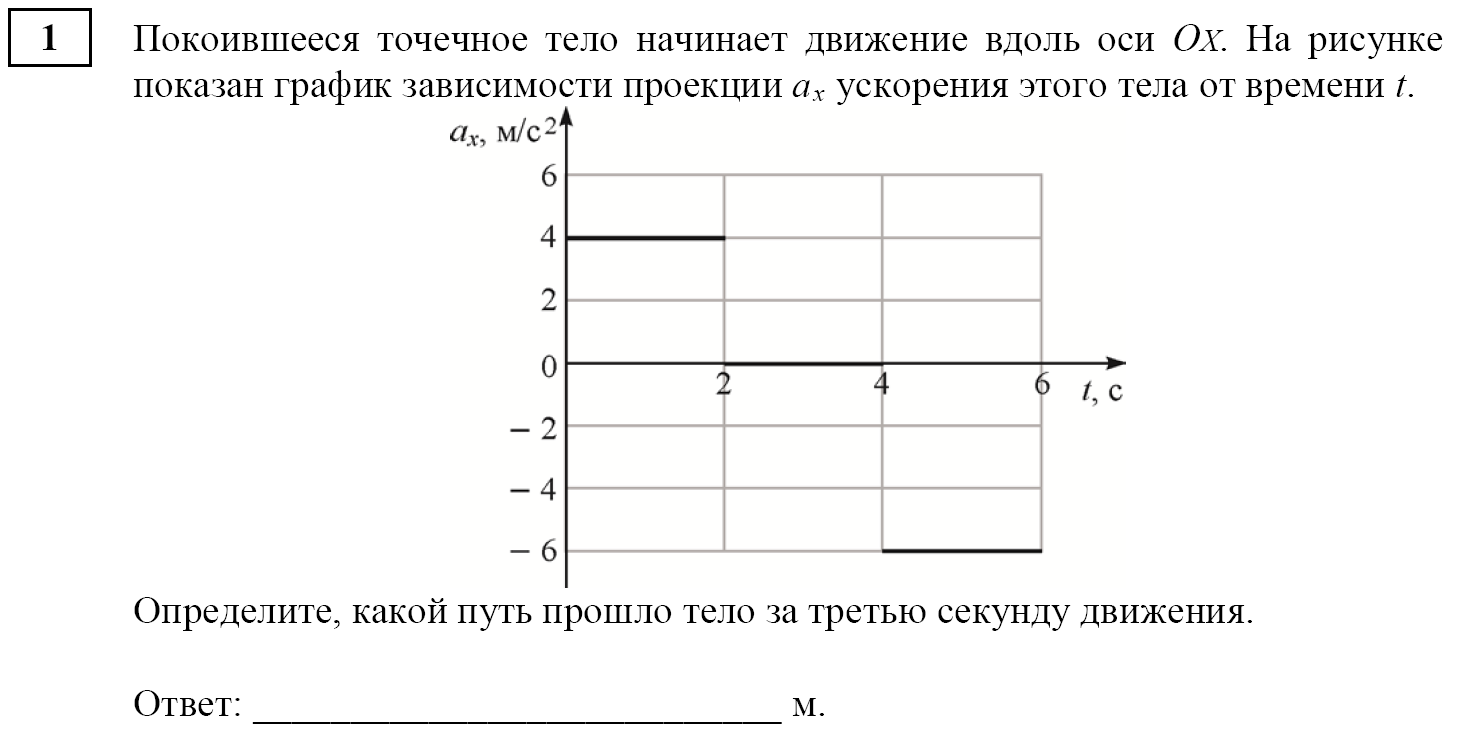 1
Покоившееся точечное тело начинает движение вдоль оси OX. На рисунке
показан график зависимости проекции aₓ ускорения этого тела от времени t.
aₓ, м/с²
6
4
2
0
2 4 6 t, с
– 2
– 4
– 6
Определите, какой путь прошло тело за третью секунду движения.
Ответ: ___________________________ м.